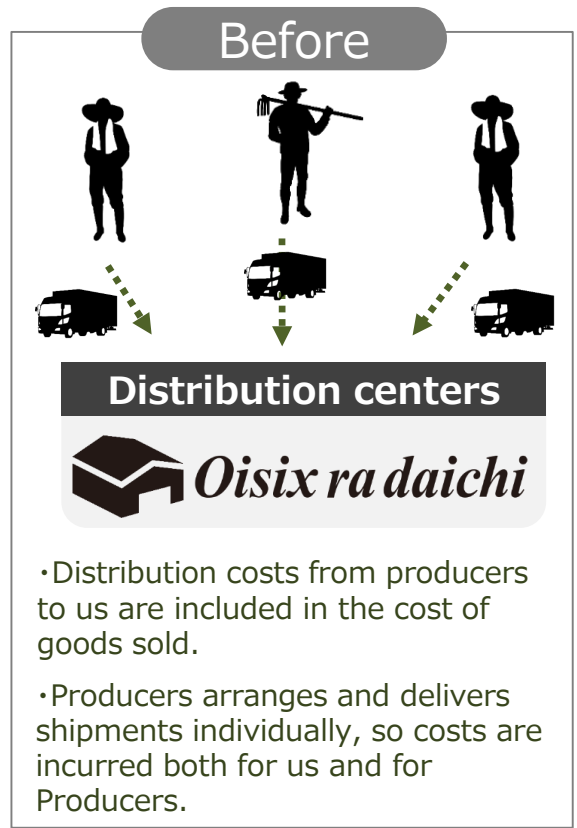 Before
Distribution centers
Oisix ra daichi
・Distribution costs from producers
to us are included in the cost of
goods sold.
・Producers arranges and delivers
shipments individually, so costs are
incurred both for us and for
Producers.